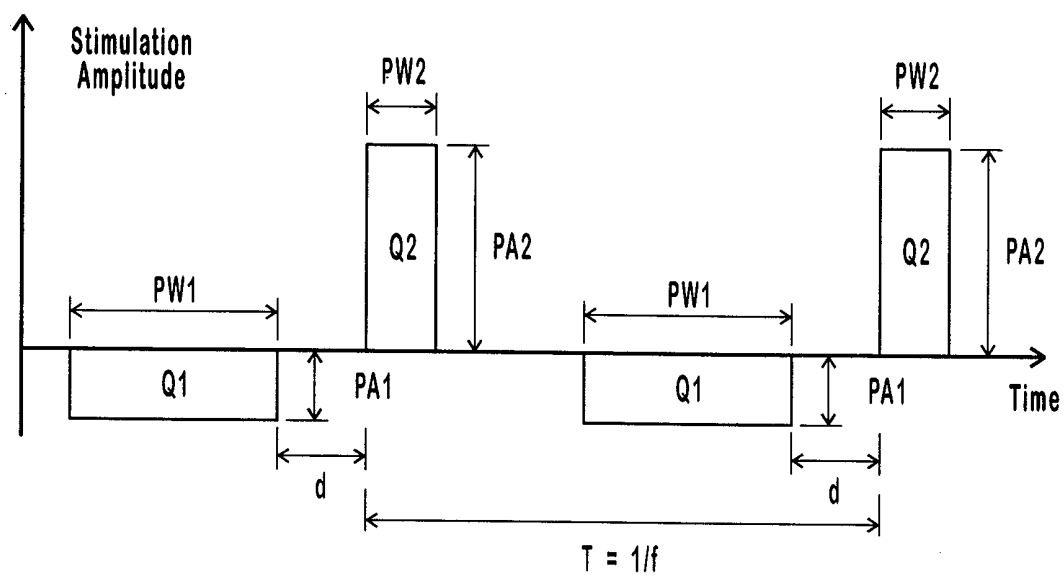 Stimulation
Amplitude
PW2
PW2
Q2
PA2
Q2
PA2
PW1
PW1
Q1
PA1
Q1
PA1
Time
d
d
T = 1/f